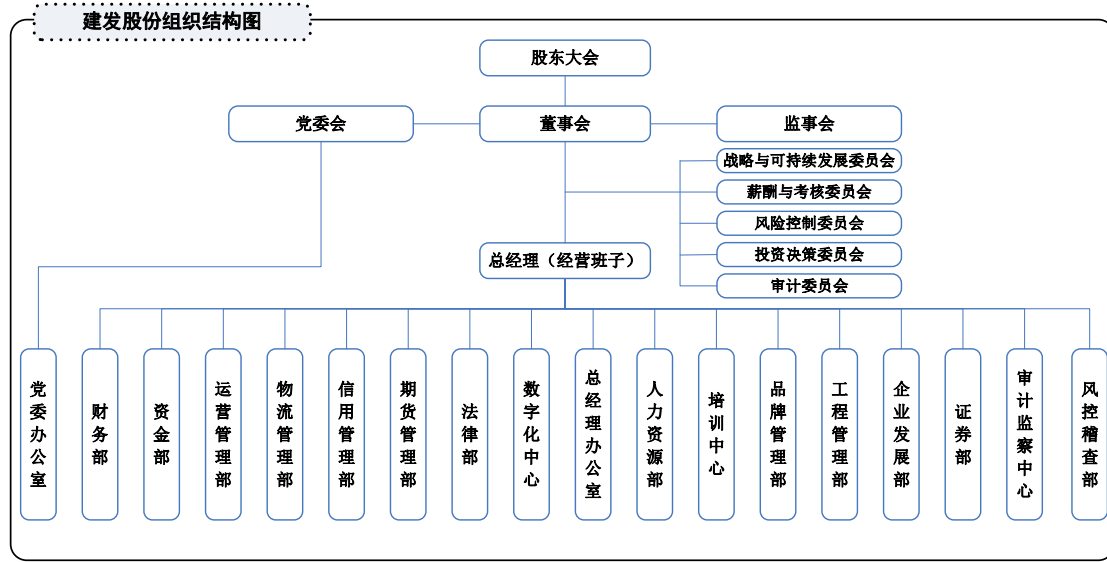 建发股份组织结构图
股东大会
党委会
董事会
监事会
战略与可持续发展委员会
薪酬与考核委员会
风险控制委员会
投资决策委员会
审计委员会
总经理（经营班子）
党委办公室
财务部
资金部
运营管理部
物流管理部
信用管理部
期货管理部
法律部
数字化中心
总经理办公室
人力资源部
培训中心
品牌管理部
工程管理部
企业发展部
证券部
审计监察中心
风控稽查部